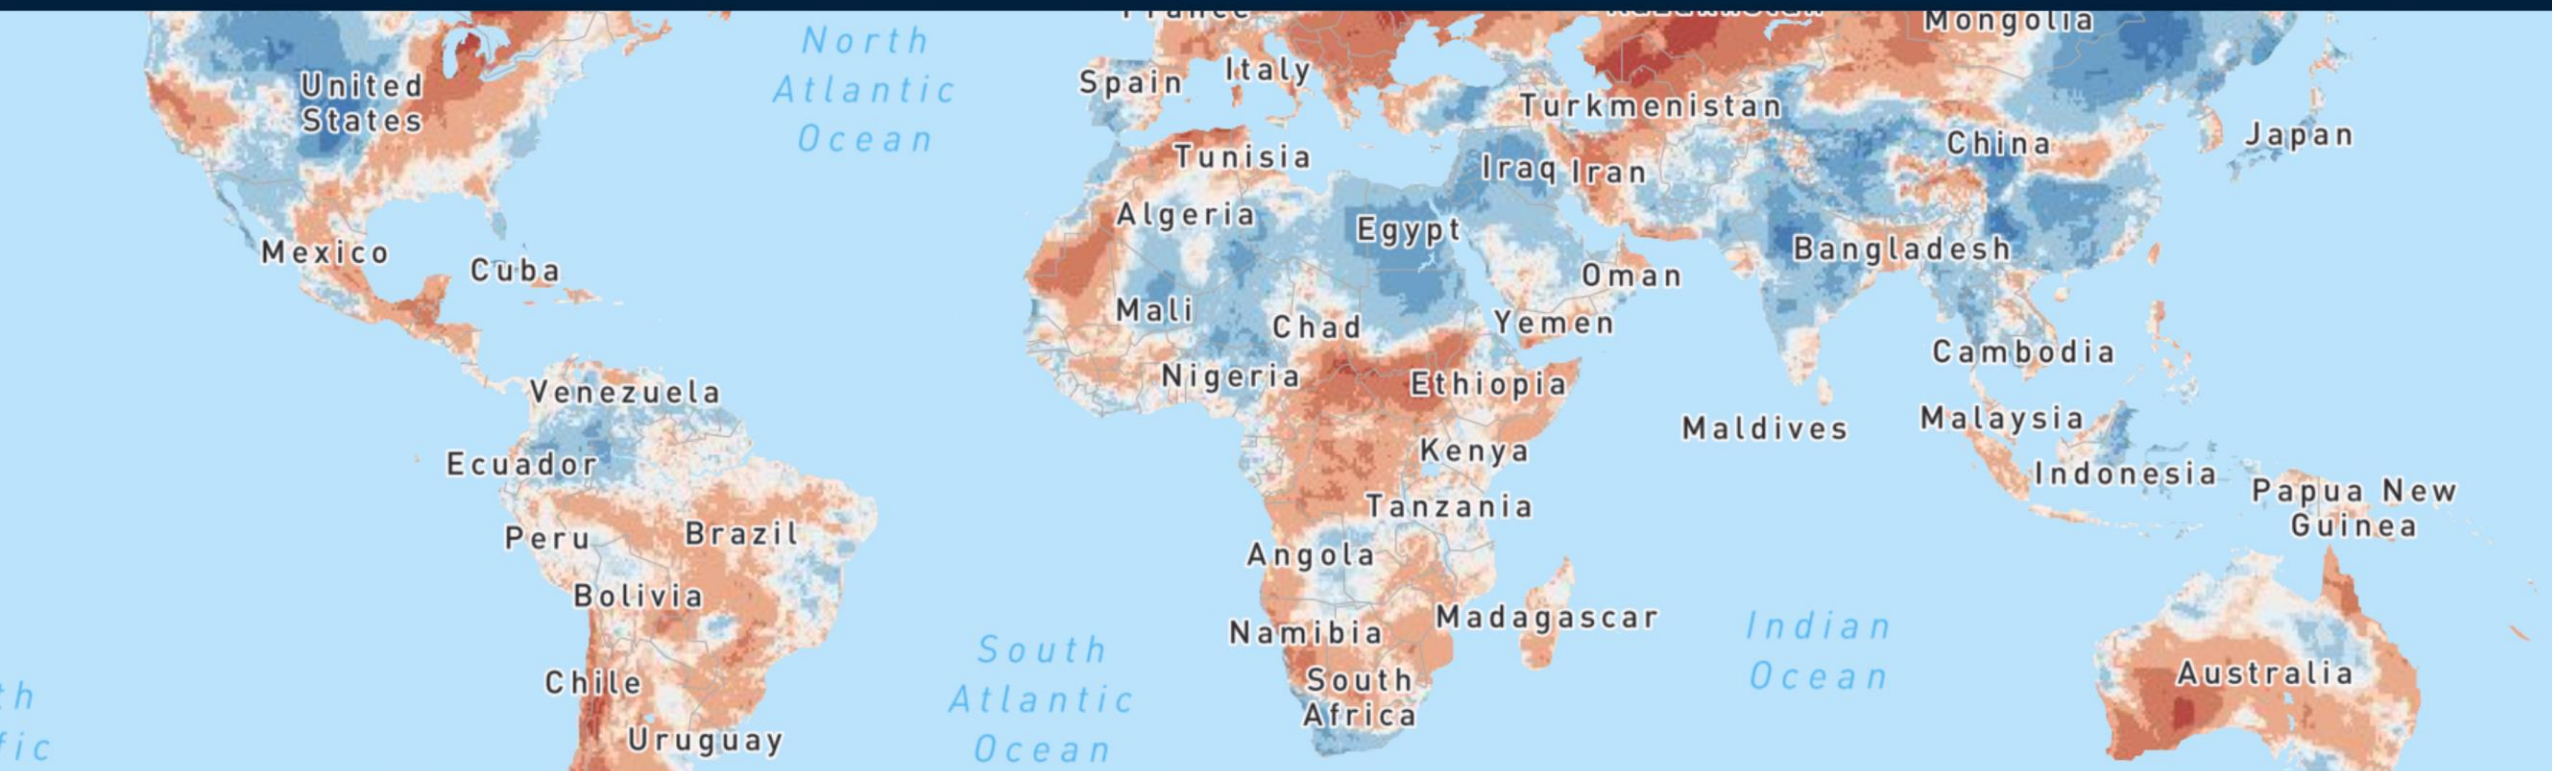 Mongolia
North
Atlantic
Ocean
United
States
Spain
Italy
Turkmenistan
China
Japan
Tunisia
Iraq
Iran
Algeria
Egypt
Mexico
Cuba
Bangladesh
Oman
Mali
Chad
Yemen
Cambodia
Venezuela
Nigeria
Ethiopia
Maldives
Malaysia
Ecuador
Kenya
Indonesia
Papua New
Guinea
Tanzania
Peru
Brazil
Angola
Bolivia
Madagascar
Namibia
Indian
Ocean
South
Atlantic
Ocean
Chile
South
Africa
Australia
Uruguay